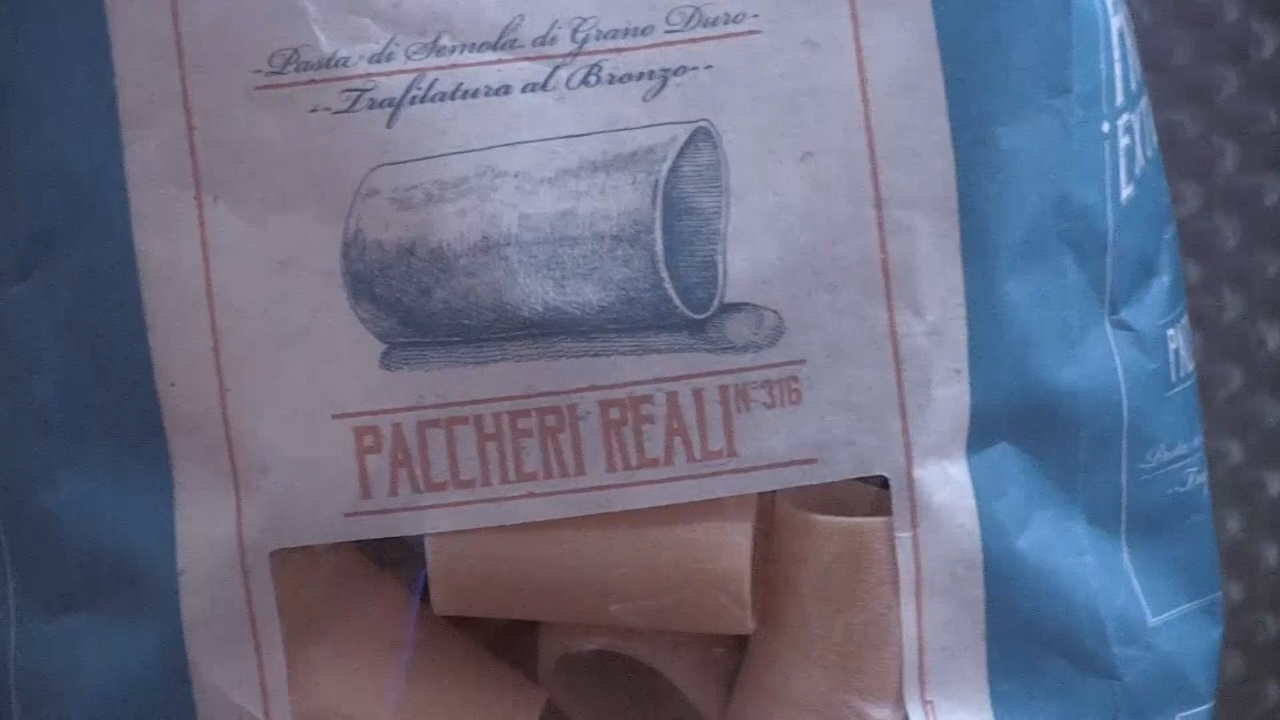 -Pasta di Semola di Grano Duro-
--Trafilatura al Bronzo--
PACCHERI REALI N°316